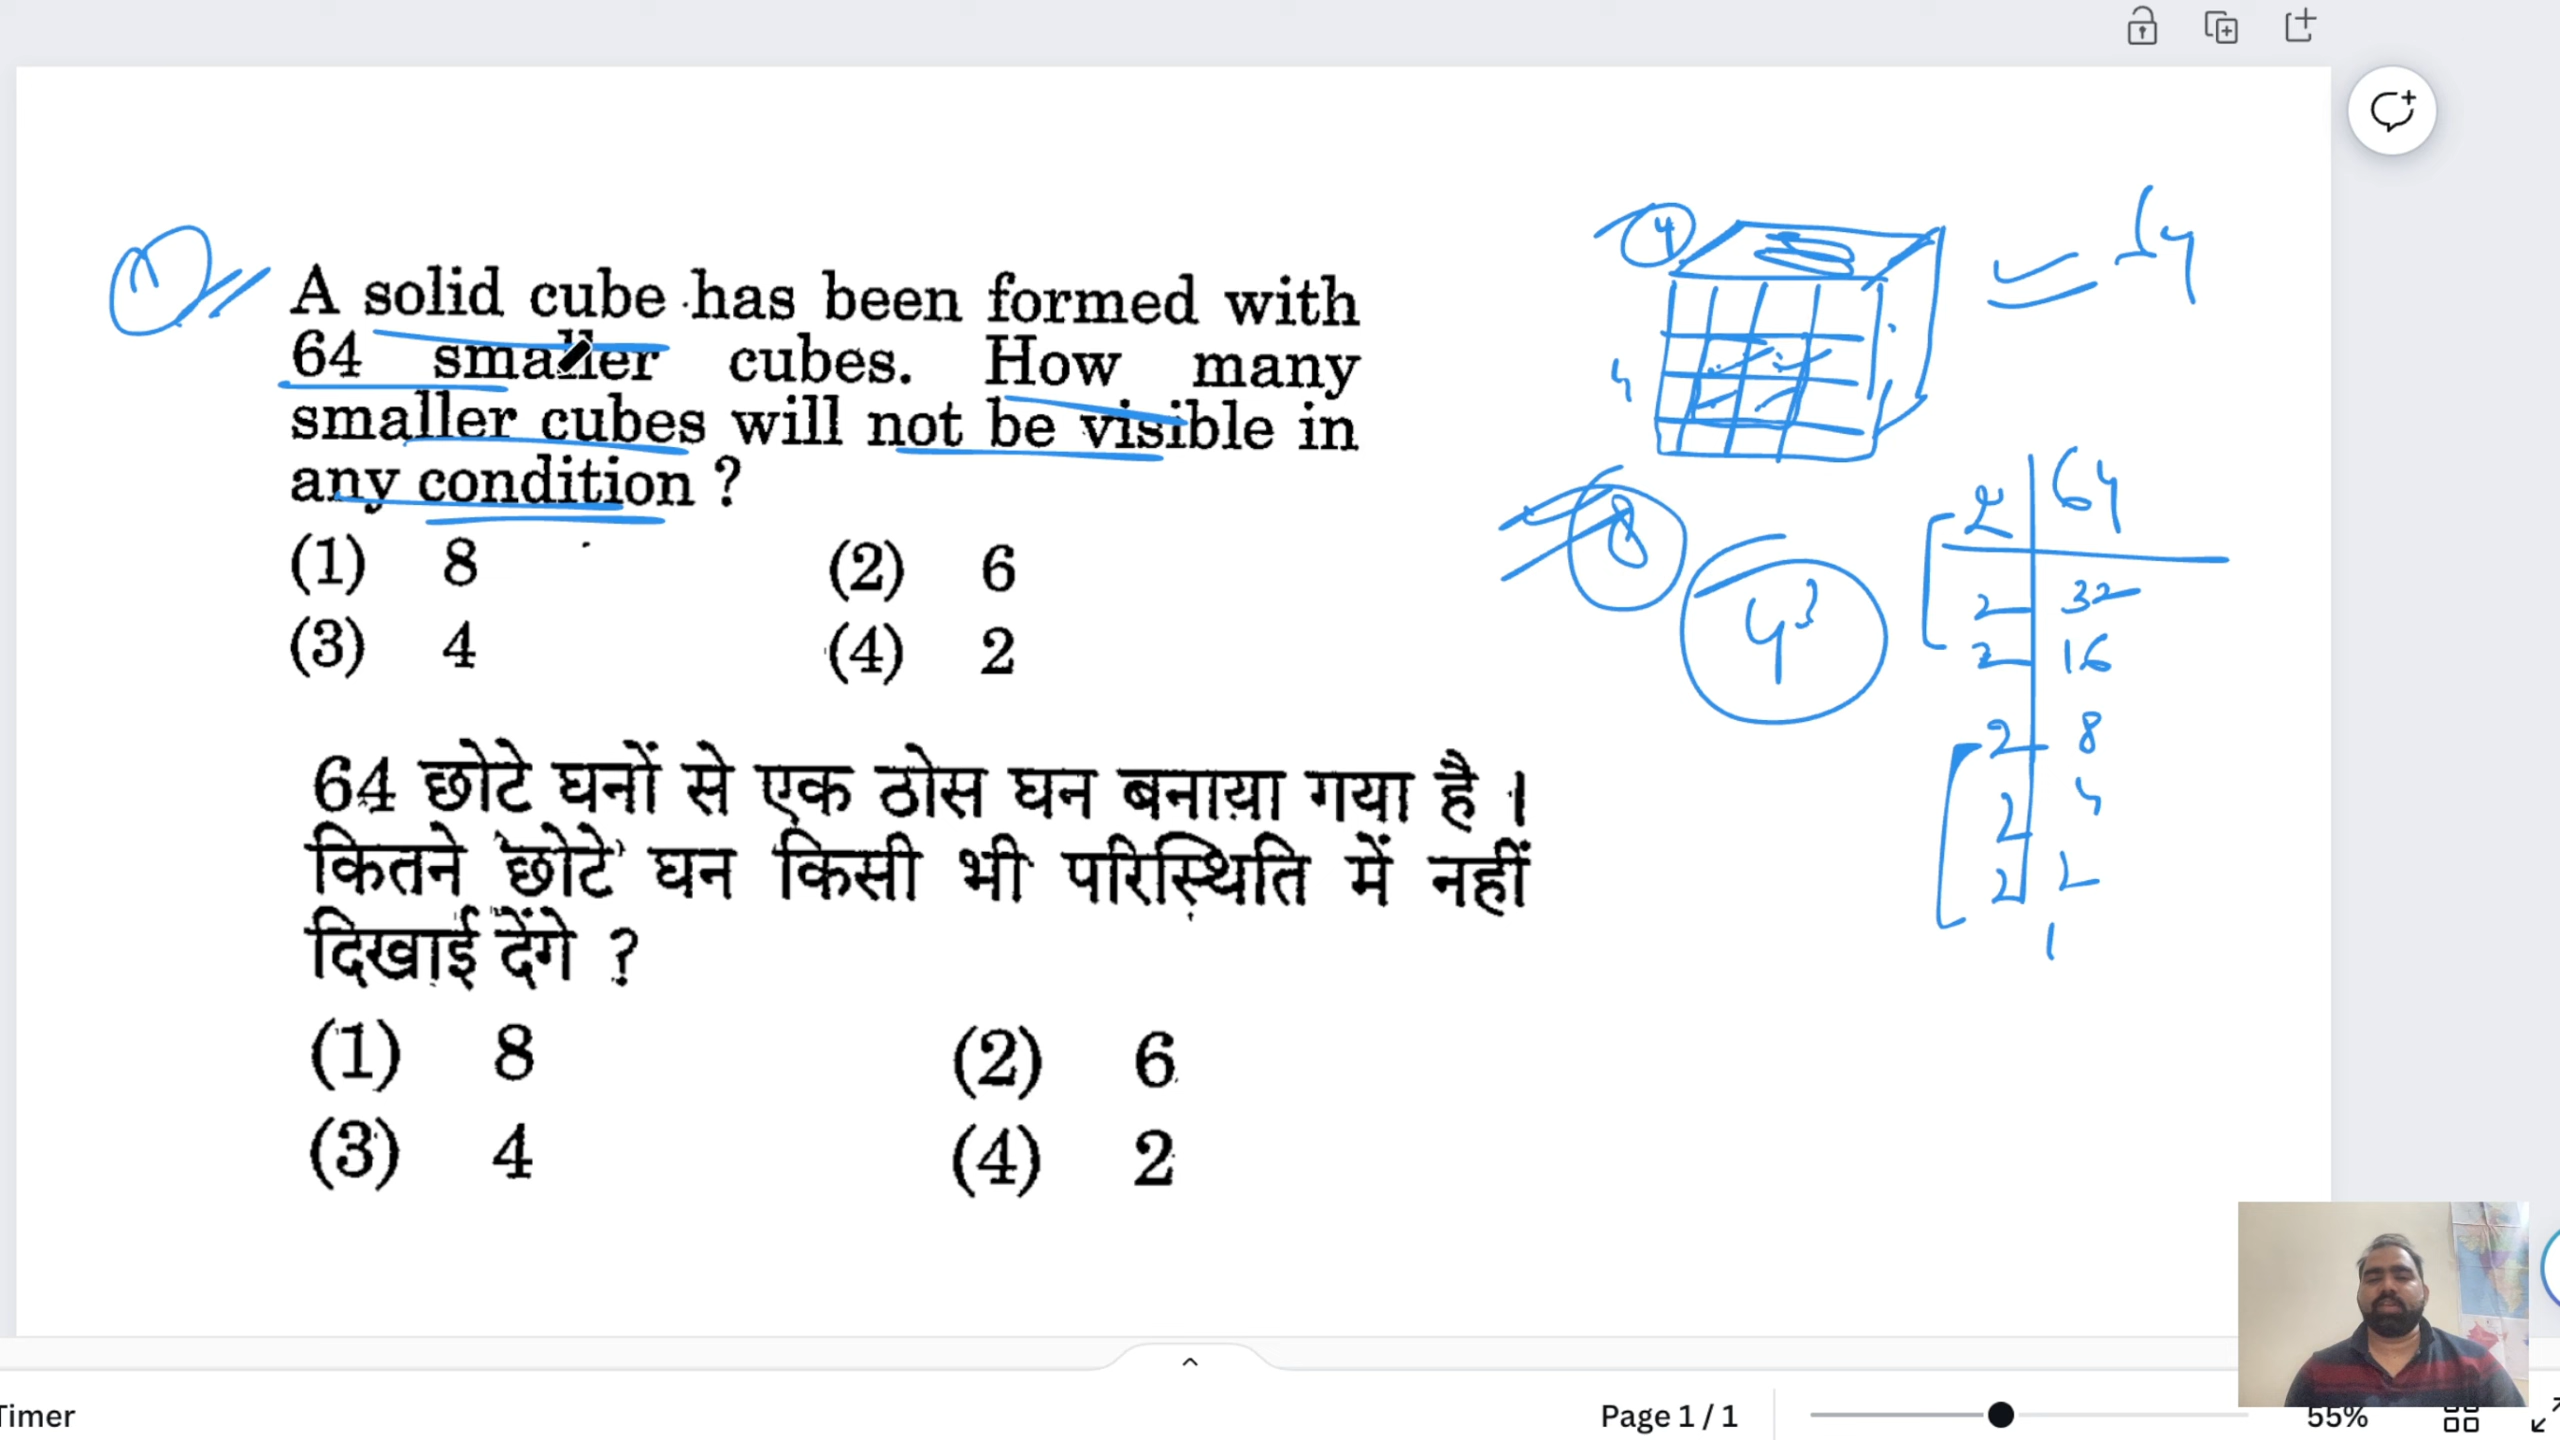 A solid cube has been formed with
64 smaller cubes. How many
smaller cubes will not be visible in
any condition ?
(1) 8 (2) 6
(3) 4 (4) 2
64 छोटे घनों से एक ठोस घन बनाया गया है ।
कितने छोटे घन किसी भी परिस्थिति में नहीं
दिखाई देंगे ?
(1) 8 (2) 6
(3) 4 (4) 2
4
4
8
4³
2 64
2 32
2 16
2 8
2 4
2 2
1
Timer
Page 1 / 1
55%